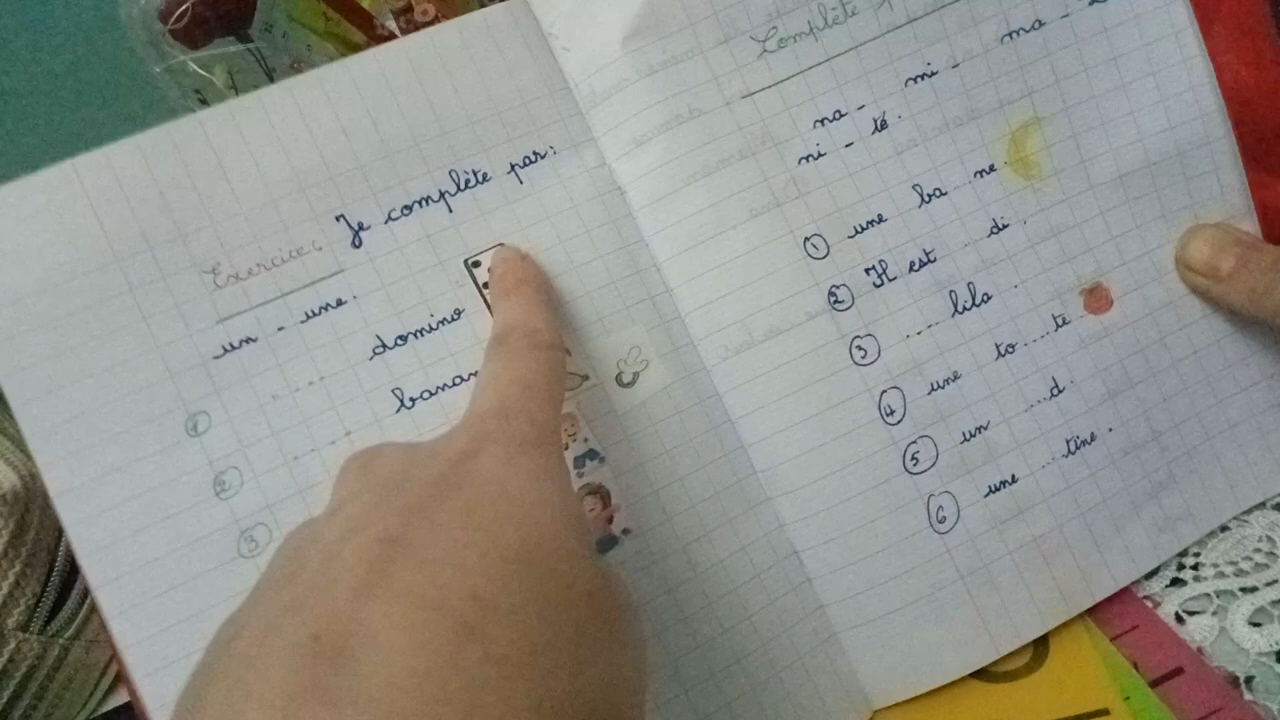 Exercice: Je complète par:
un - une.
1 .... domino
2 .... banan
3
Complète
na - mi - ma -
ni - té.
1 une ba ... ne.
2 Il est ... di.
3 .... lila.
4 une to .... te.
5 un .... d.
6 une .... tine.